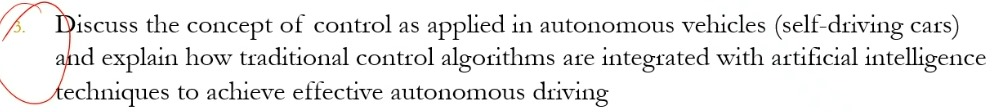 3. Discuss the concept of control as applied in autonomous vehicles (self-driving cars)
and explain how traditional control algorithms are integrated with artificial intelligence
techniques to achieve effective autonomous driving